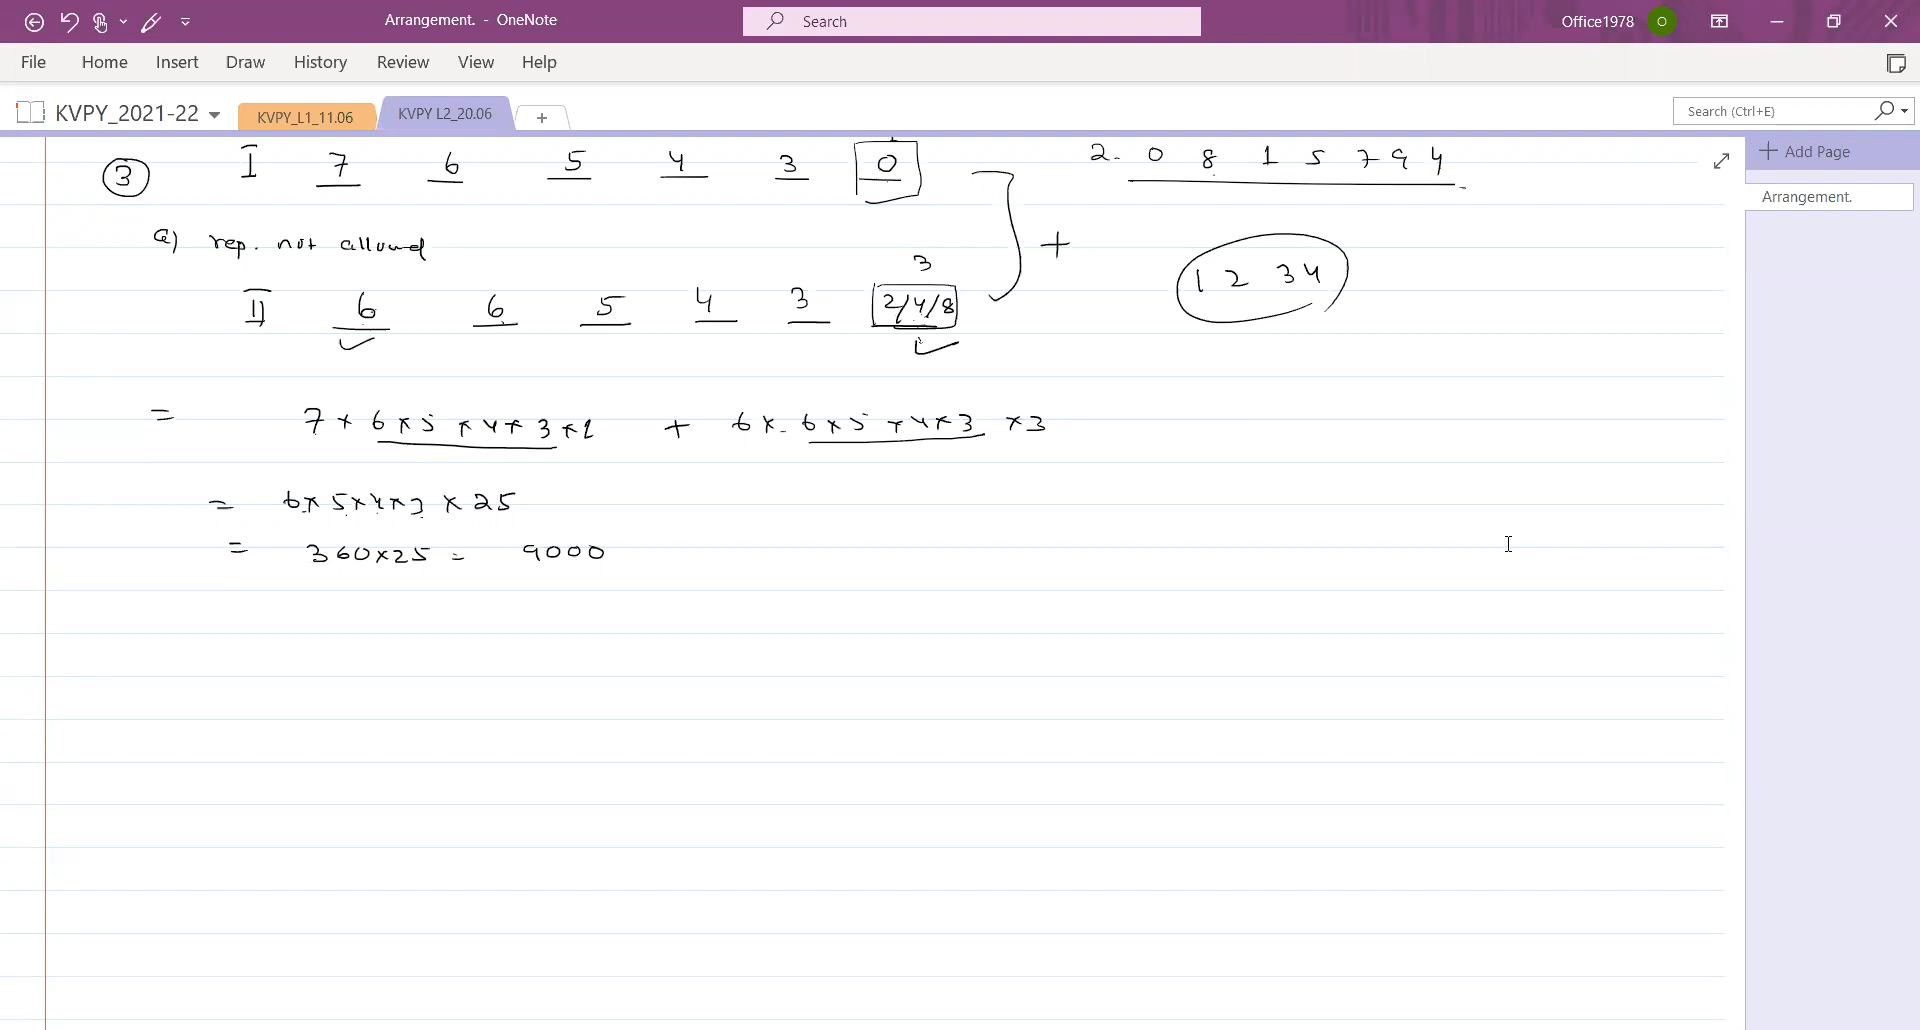 Arrangement. - OneNote
Search
Office1978
O
File Home Insert Draw History Review View Help
KVPY_2021-22
KVPY_L1_11.06
KVPY L2_20.06
+
Search (Ctrl+E)
Add Page
Arrangement.
3 I 7 6 5 4 3 0
2. 0 8 1 5 7 9 4
a) rep. not allowed
+
1 2 3 4
3
II 6 6 5 4 3 2/4/8
= 7 × 6 × 5 × 4 × 3 × 1 + 6 × 6 × 5 × 4 × 3 × 3
= 6 × 5 × 4 × 3 × 25
= 360 × 25 = 9000